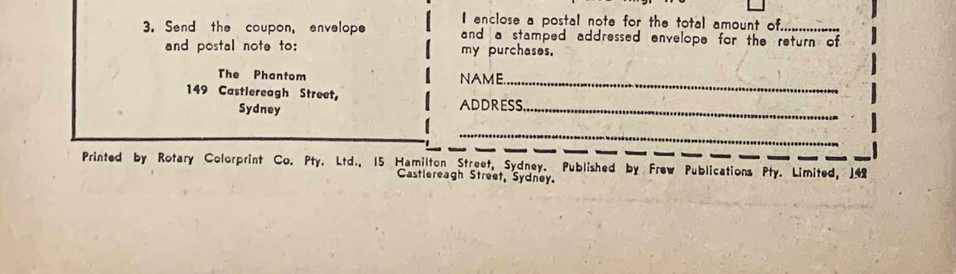 3. Send the coupon, envelope
and postal note to:
The Phantom
149 Castlereagh Street,
Sydney
I enclose a postal note for the total amount of..............
and a stamped addressed envelope for the return of
my purchases.
NAME
ADDRESS
Printed by Rotary Colorprint Co. Pty. Ltd., 15 Hamilton Street, Sydney. Published by Frew Publications Pty. Limited,
Castlereagh Street, Sydney.